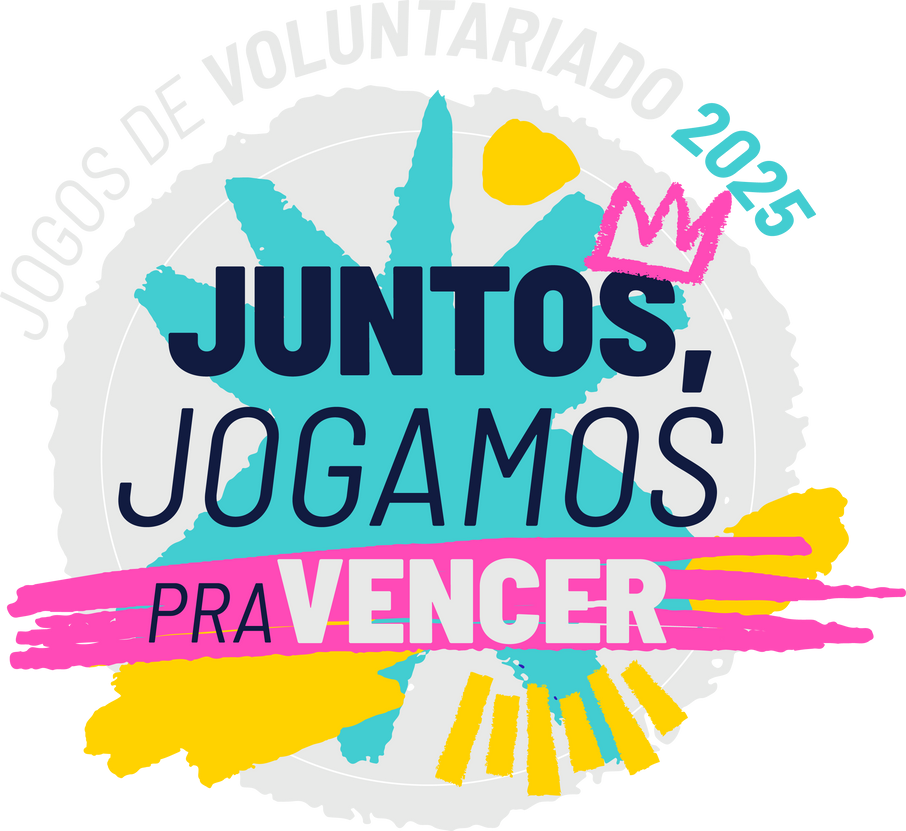 JOGOS DE VOLUNTARIADO 2025
JUNTOS,
JOGAMOS
PRA VENCER